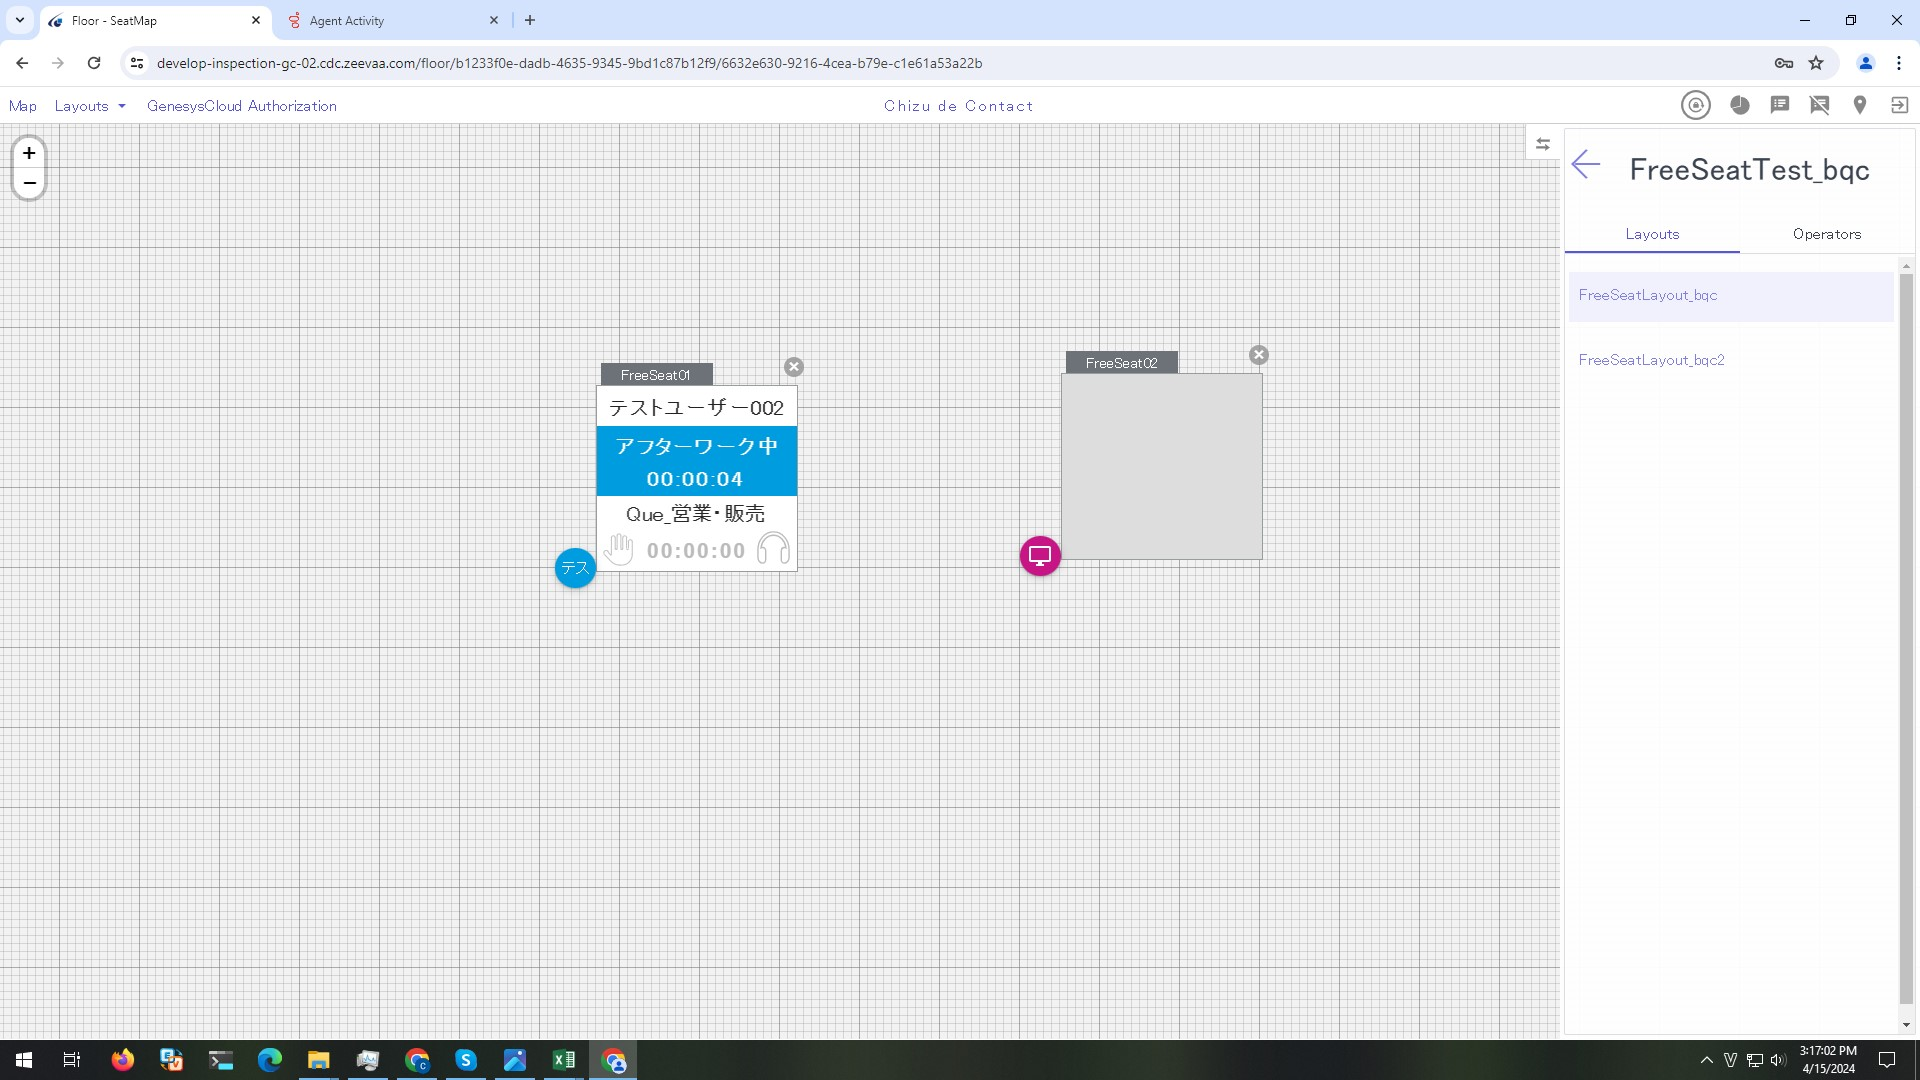 Floor - SeatMap
Agent Activity
develop-inspection-gc-02.cdc.zeevaa.com/floor/b1233f0e-dadb-4635-9345-9bd1c87b12f9/6632e630-9216-4cea-b79e-c1e61a53a22b
Map Layouts GenesysCloud Authorization
Chizu de Contact
+
−
FreeSeatTest_bqc
Layouts Operators
FreeSeatLayout_bqc
FreeSeatLayout_bqc2
FreeSeat01
テストユーザー002
アフターワーク中
00:00:04
Que_営業・販売
00:00:00
テス
FreeSeat02
3:17:02 PM
4/15/2024